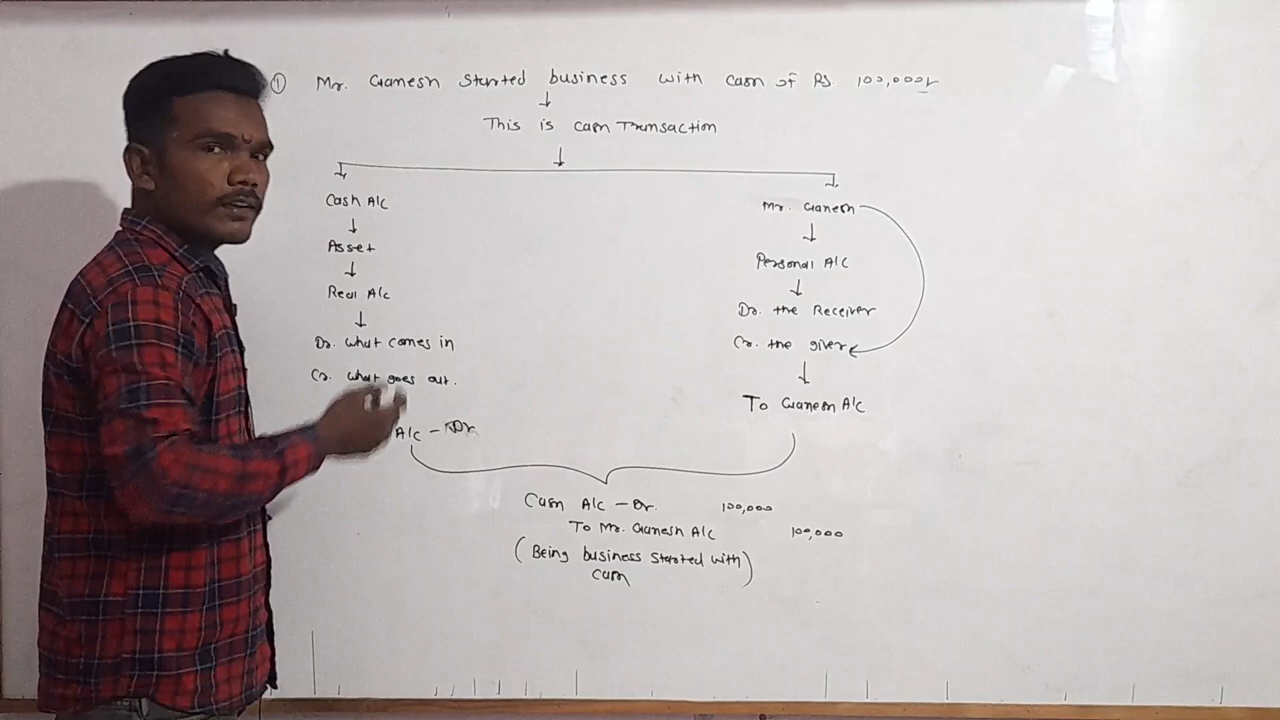 ① Mr. Ganesh Started business with Cash of Rs. 100,000/-
This is Cash Transaction
Cash A/c
Asset
Real A/c
Dr. what comes in
Cr. what goes out.
A/c - Dr
Mr. Ganesh
Personal A/c
Dr. the Receiver
Cr. the giver
To Ganesh A/c
Cash A/c - Dr. 100,000
To Mr. Ganesh A/c 100,000
(Being business Started with
Cash)